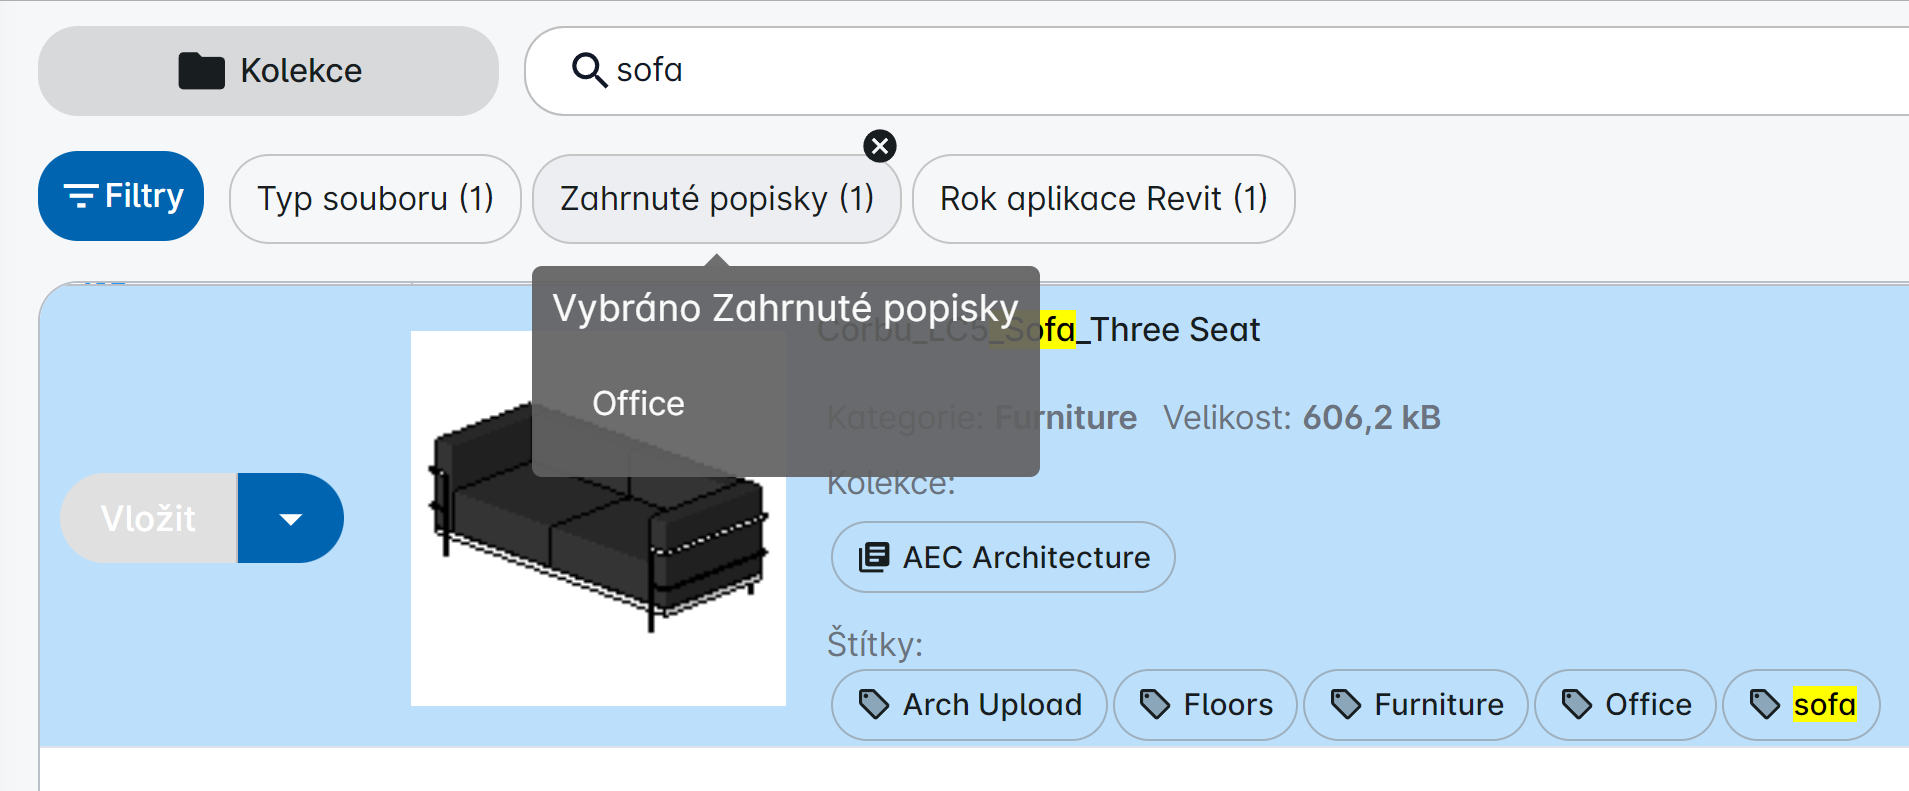 Kolekce
sofa
Filtry
Typ souboru (1)
Zahrnuté popisky (1)
Rok aplikace Revit (1)
Vybráno Zahrnuté popisky
Corbu_LC5_Sofa_Three Seat
Office
Kategorie: Furniture Velikost: 606,2 kB
Kolekce:
Vložit
AEC Architecture
Štítky:
Arch Upload
Floors
Furniture
Office
sofa